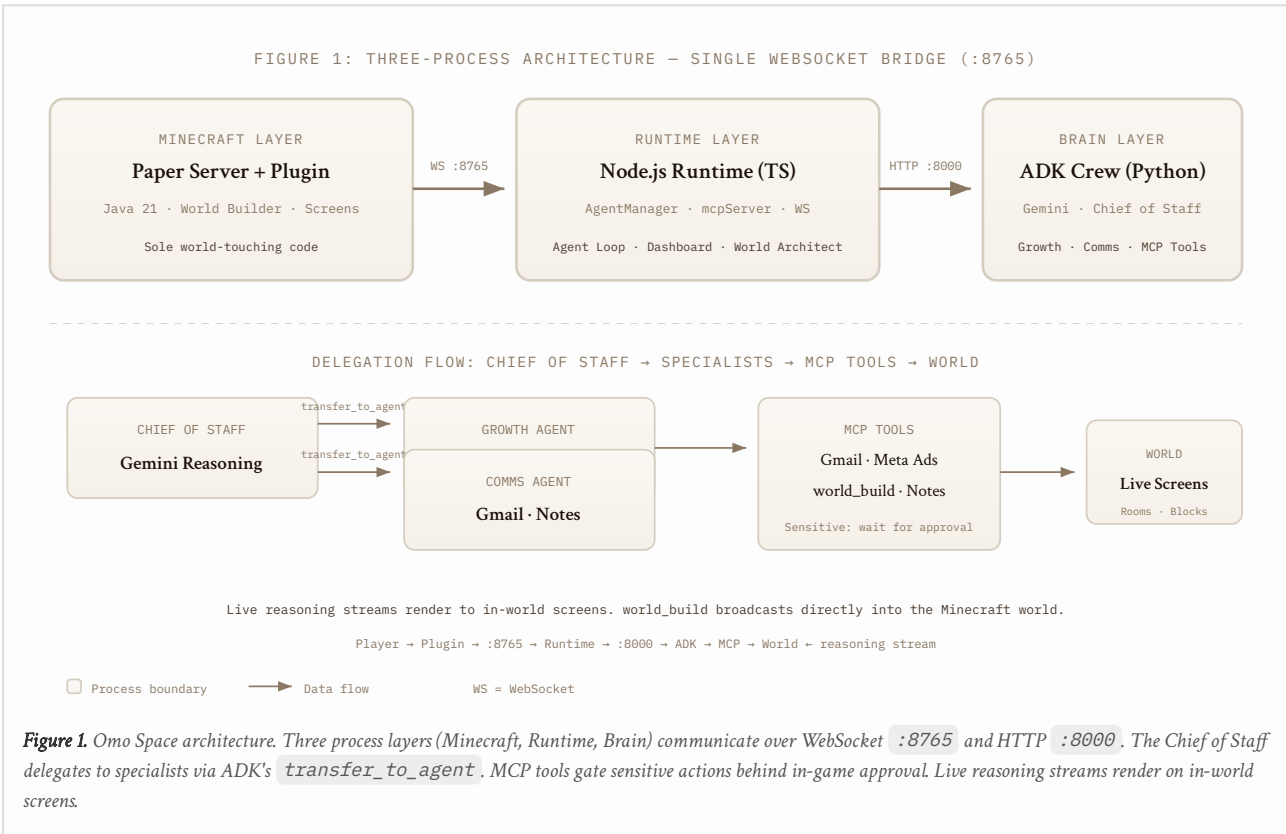 FIGURE 1: THREE-PROCESS ARCHITECTURE — SINGLE WEBSOCKET BRIDGE (:8765)
MINECRAFT LAYER
Paper Server + Plugin
Java 21 · World Builder · Screens
Sole world-touching code
WS :8765
RUNTIME LAYER
Node.js Runtime (TS)
AgentManager · mcpServer · WS
Agent Loop · Dashboard · World Architect
HTTP :8000
BRAIN LAYER
ADK Crew (Python)
Gemini · Chief of Staff
Growth · Comms · MCP Tools
DELEGATION FLOW: CHIEF OF STAFF → SPECIALISTS → MCP TOOLS → WORLD
CHIEF OF STAFF
Gemini Reasoning
transfer_to_agent
transfer_to_agent
GROWTH AGENT
COMMS AGENT
Gmail · Notes
MCP TOOLS
Gmail · Meta Ads
world_build · Notes
Sensitive: wait for approval
WORLD
Live Screens
Rooms · Blocks
Live reasoning streams render to in-world screens. world_build broadcasts directly into the Minecraft world.
Player → Plugin → :8765 → Runtime → :8000 → ADK → MCP → World ← reasoning stream
Process boundary
Data flow
WS = WebSocket
Figure 1. Omo Space architecture. Three process layers (Minecraft, Runtime, Brain) communicate over WebSocket :8765 and HTTP :8000. The Chief of Staff
delegates to specialists via ADK's transfer_to_agent. MCP tools gate sensitive actions behind in-game approval. Live reasoning streams render on in-world
screens.